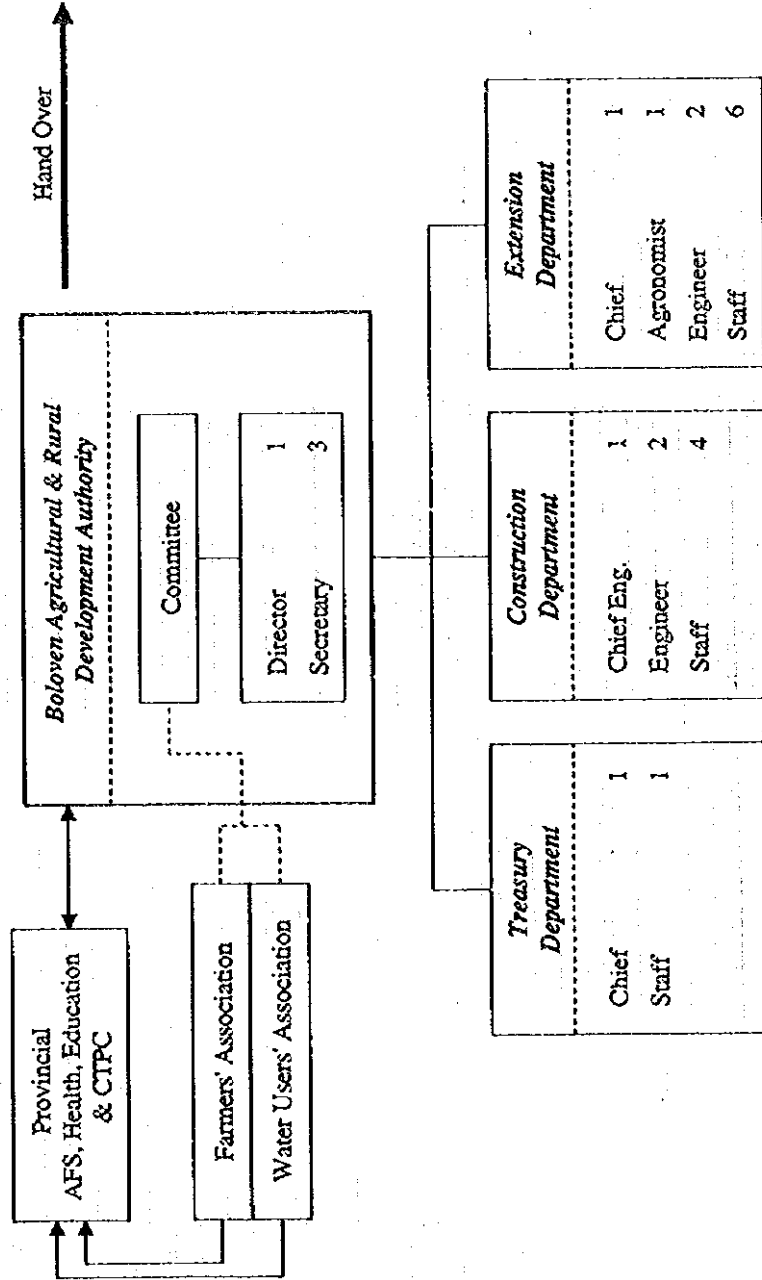 Hand Over
Provincial
AFS, Health, Education
& CTPC
Boloven Agricultural & Rural
Development Authority
Committee
Director 1
Secretary 3
Farmers' Association
Water Users' Association
Treasury
Department
Chief 1
Staff 1
Construction
Department
Chief Eng. 1
Engineer 2
Staff 4
Extension
Department
Chief 1
Agronomist 1
Engineer 2
Staff 6